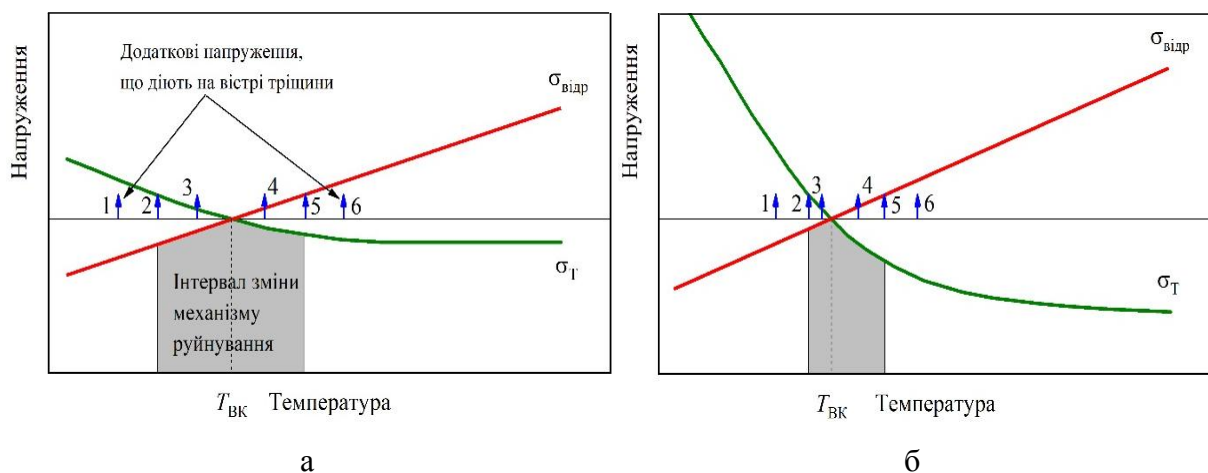 Напруження
Додаткові напруження,
що діють на вістрі тріщини
σвідр
1 2 3 4 5 6
σТ
Інтервал зміни
механізму
руйнування
TВК Температура
а
Напруження
σвідр
1 2 3 4 5 6
σТ
TВК Температура
б